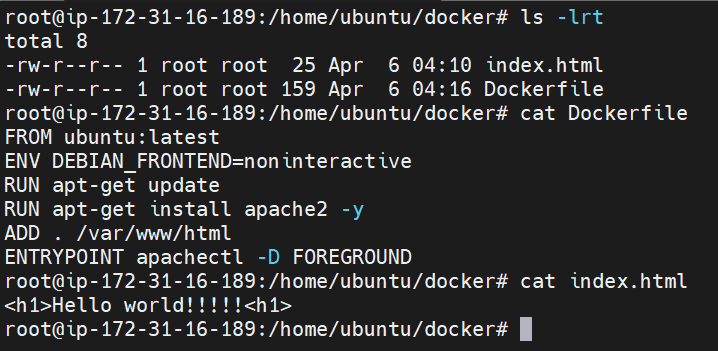 root@ip-172-31-16-189:/home/ubuntu/docker# ls -lrt
total 8
-rw-r--r-- 1 root root  25 Apr  6 04:10 index.html
-rw-r--r-- 1 root root 159 Apr  6 04:16 Dockerfile
root@ip-172-31-16-189:/home/ubuntu/docker# cat Dockerfile
FROM ubuntu:latest
ENV DEBIAN_FRONTEND=noninteractive
RUN apt-get update
RUN apt-get install apache2 -y
ADD . /var/www/html
ENTRYPOINT apachectl -D FOREGROUND
root@ip-172-31-16-189:/home/ubuntu/docker# cat index.html
<h1>Hello world!!!!!<h1>
root@ip-172-31-16-189:/home/ubuntu/docker#